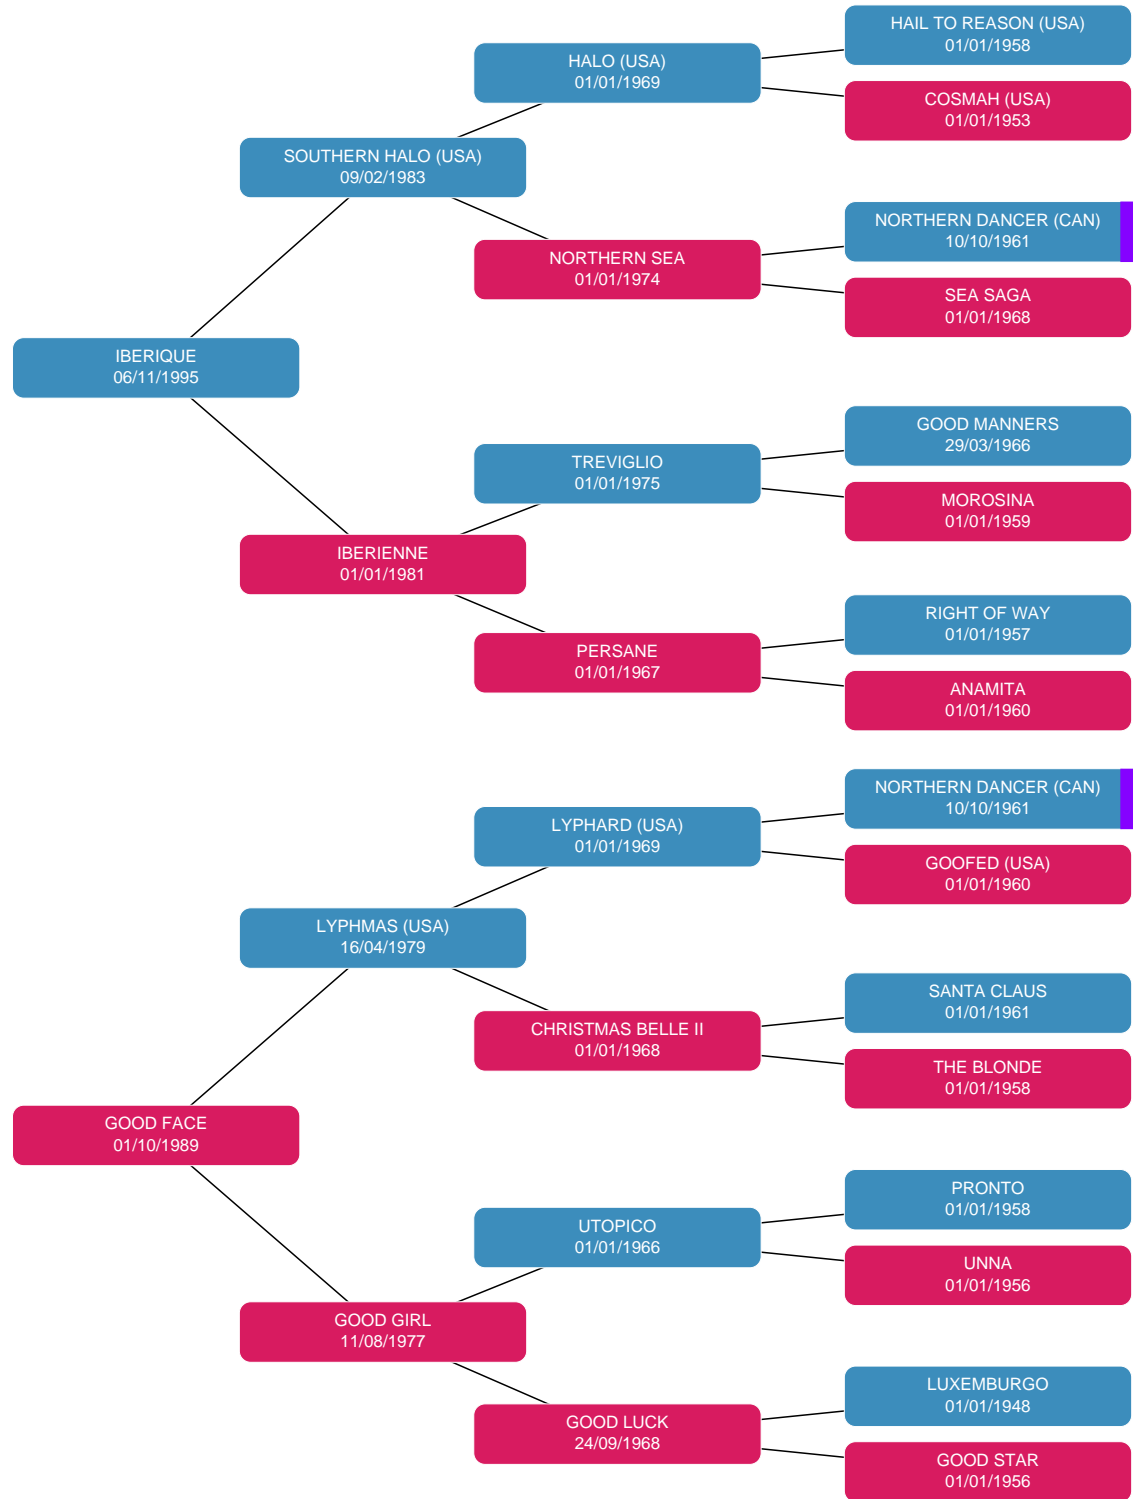 HAIL TO REASON (USA)
01/01/1958
HALO (USA)
01/01/1969
COSMAH (USA)
01/01/1953
SOUTHERN HALO (USA)
09/02/1983
NORTHERN DANCER (CAN)
10/10/1961
NORTHERN SEA
01/01/1974
SEA SAGA
01/01/1968
IBERIQUE
06/11/1995
GOOD MANNERS
29/03/1966
TREVIGLIO
01/01/1975
MOROSINA
01/01/1959
IBERIENNE
01/01/1981
RIGHT OF WAY
01/01/1957
PERSANE
01/01/1967
ANAMITA
01/01/1960
NORTHERN DANCER (CAN)
10/10/1961
LYPHARD (USA)
01/01/1969
GOOFED (USA)
01/01/1960
LYPHMAS (USA)
16/04/1979
SANTA CLAUS
01/01/1961
CHRISTMAS BELLE II
01/01/1968
THE BLONDE
01/01/1958
GOOD FACE
01/10/1989
PRONTO
01/01/1958
UTOPICO
01/01/1966
UNNA
01/01/1956
GOOD GIRL
11/08/1977
LUXEMBURGO
01/01/1948
GOOD LUCK
24/09/1968
GOOD STAR
01/01/1956